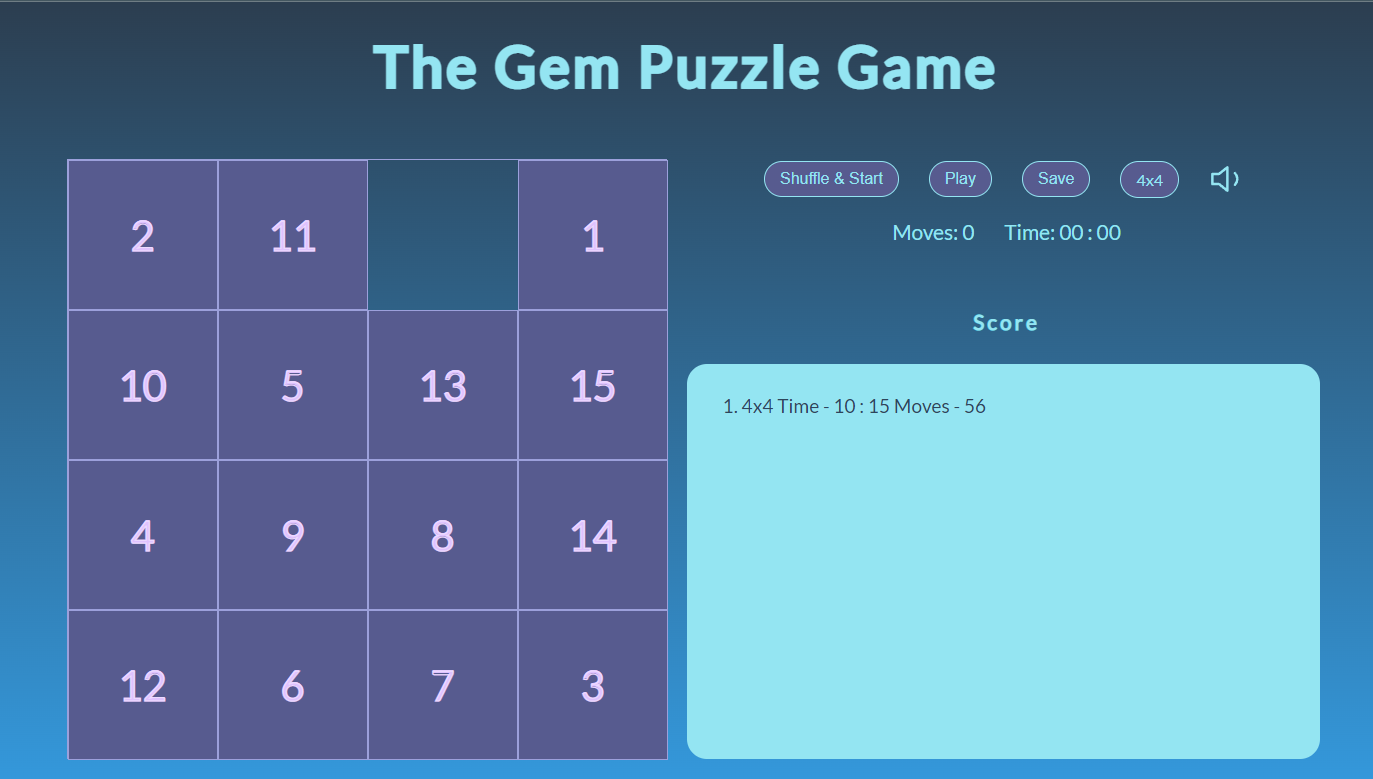 The Gem Puzzle Game
Shuffle & Start Play Save 4x4
Moves: 0 Time: 00 : 00
Score
1. 4x4 Time - 10 : 15 Moves - 56
2 11 1
10 5 13 15
4 9 8 14
12 6 7 3